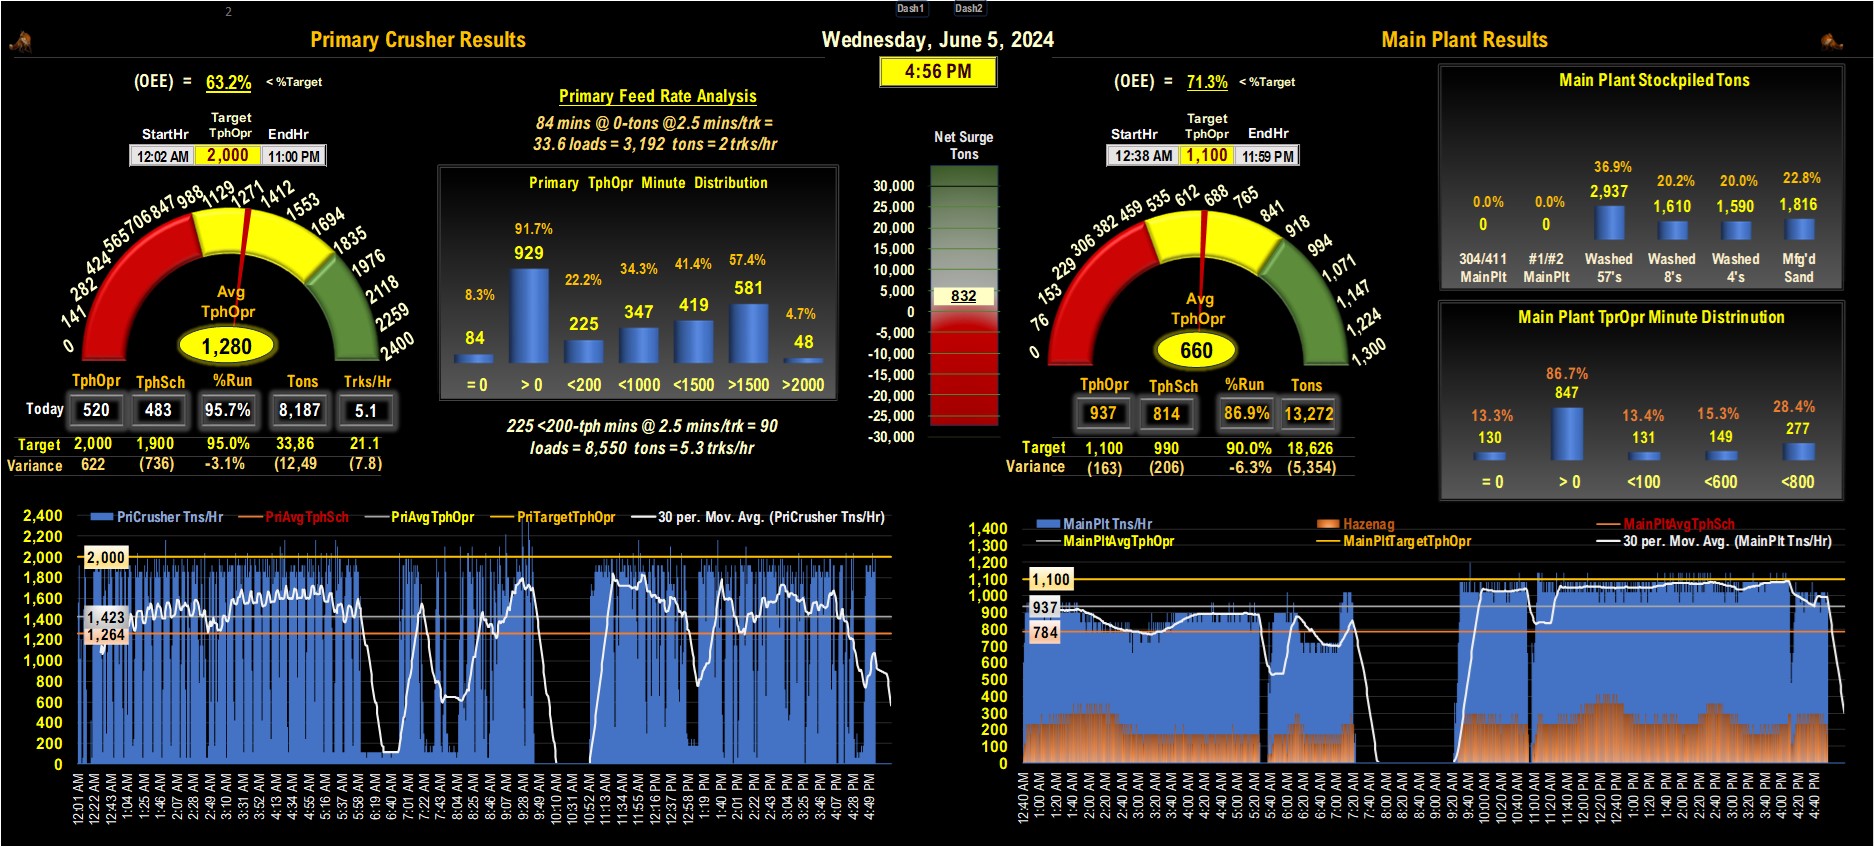 2
Dash1 Dash2
Primary Crusher Results
Wednesday, June 5, 2024
Main Plant Results
4:56 PM
(OEE) = 63.2% < %Target
Target
StartHr TphOpr EndHr
12:02 AM 2,000 11:00 PM
0 141 282 424 565 706 847 988 1129 1271 1412 1553 1694 1835 1976 2118 2259 2400
Avg
TphOpr
1,280
TphOpr TphSch %Run Tons Trks/Hr
Today 520 483 95.7% 8,187 5.1
Target 2,000 1,900 95.0% 33,86 21.1
Variance 622 (736) -3.1% (12,49 (7.8)
Primary Feed Rate Analysis
84 mins @ 0-tons @2.5 mins/trk =
33.6 loads = 3,192 tons = 2 trks/hr
Primary TphOpr Minute Distribution
8.3% 91.7% 22.2% 34.3% 41.4% 57.4% 4.7%
84 929 225 347 419 581 48
= 0 > 0 <200 <1000 <1500 >1500 >2000
225 <200-tph mins @ 2.5 mins/trk = 90
loads = 8,550 tons = 5.3 trks/hr
Net Surge
Tons
30,000
25,000
20,000
15,000
10,000
5,000
832
0
-5,000
-10,000
-15,000
-20,000
-25,000
-30,000
(OEE) = 71.3% < %Target
Target
StartHr TphOpr EndHr
12:38 AM 1,100 11:59 PM
0 76 153 229 306 382 459 535 612 688 765 841 918 994 1,071 1,147 1,224 1,300
Avg
TphOpr
660
TphOpr TphSch %Run Tons
937 814 86.9% 13,272
Target 1,100 990 90.0% 18,626
Variance (163) (206) -6.3% (5,354)
Main Plant Stockpiled Tons
0.0% 0.0% 36.9% 20.2% 20.0% 22.8%
0 0 2,937 1,610 1,590 1,816
304/411 #1/#2 Washed Washed Washed Mfg'd
MainPlt MainPlt 57's 8's 4's Sand
Main Plant TprOpr Minute Distrinution
13.3% 86.7% 13.4% 15.3% 28.4%
130 847 131 149 277
= 0 > 0 <100 <600 <800
PriCrusher Tns/Hr PriAvgTphSch PriAvgTphOpr PriTargetTphOpr 30 per. Mov. Avg. (PriCrusher Tns/Hr)
2,400
2,200
2,000
1,800
1,600
1,400
1,200
1,000
800
600
400
200
0
2,000
1,423
1,264
12:01 AM 12:22 AM 12:43 AM 1:04 AM 1:25 AM 1:46 AM 2:07 AM 2:28 AM 2:49 AM 3:10 AM 3:31 AM 3:52 AM 4:13 AM 4:34 AM 4:55 AM 5:16 AM 5:37 AM 5:58 AM 6:19 AM 6:40 AM 7:01 AM 7:22 AM 7:43 AM 8:04 AM 8:25 AM 8:46 AM 9:07 AM 9:28 AM 9:49 AM 10:10 AM 10:31 AM 10:52 AM 11:13 AM 11:34 AM 11:55 AM 12:16 PM 12:37 PM 12:58 PM 1:19 PM 1:40 PM 2:01 PM 2:22 PM 2:43 PM 3:04 PM 3:25 PM 3:46 PM 4:07 PM 4:28 PM 4:49 PM
MainPlt Tns/Hr Hazenag MainPltAvgTphSch
MainPltAvgTphOpr MainPltTargetTphOpr 30 per. Mov. Avg. (MainPlt Tns/Hr)
1,400
1,300
1,200
1,100
1,000
900
800
700
600
500
400
300
200
100
0
1,100
937
784
12:40 AM 1:00 AM 1:20 AM 1:40 AM 2:00 AM 2:20 AM 2:40 AM 3:00 AM 3:20 AM 3:40 AM 4:00 AM 4:20 AM 4:40 AM 5:00 AM 5:20 AM 5:40 AM 6:00 AM 6:20 AM 6:40 AM 7:00 AM 7:20 AM 7:40 AM 8:00 AM 8:20 AM 8:40 AM 9:00 AM 9:20 AM 9:40 AM 10:00 AM 10:20 AM 10:40 AM 11:00 AM 11:20 AM 11:40 AM 12:00 PM 12:20 PM 12:40 PM 1:00 PM 1:20 PM 1:40 PM 2:00 PM 2:20 PM 2:40 PM 3:00 PM 3:20 PM 3:40 PM 4:00 PM 4:20 PM 4:40 PM